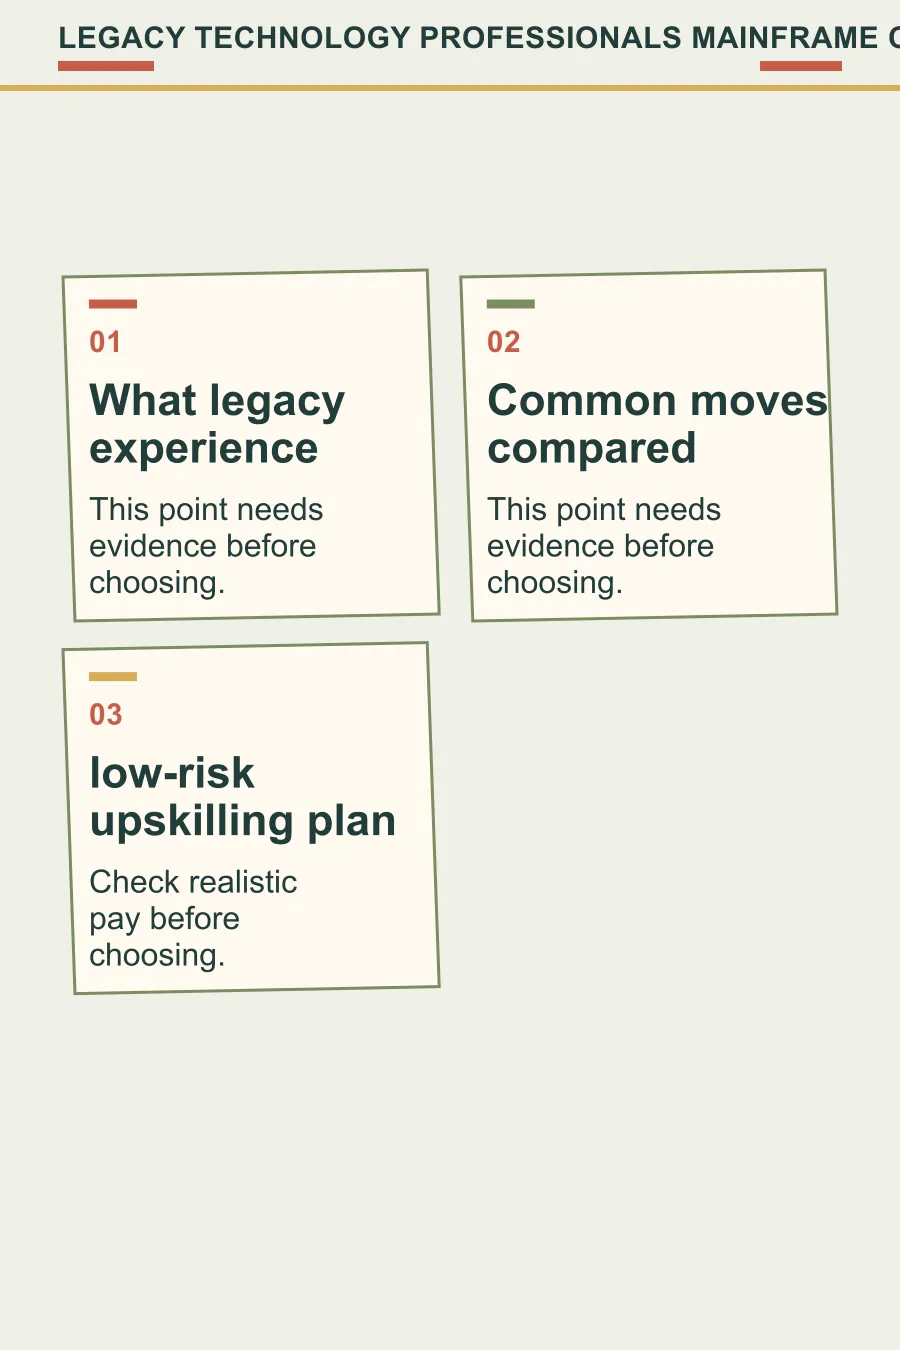 LEGACY TECHNOLOGY PROFESSIONALS MAINFRAME
01
What legacy
experience
This point needs
evidence before
choosing.
02
Common moves
compared
This point needs
evidence before
choosing.
03
low-risk
upskilling plan
Check realistic
pay before
choosing.